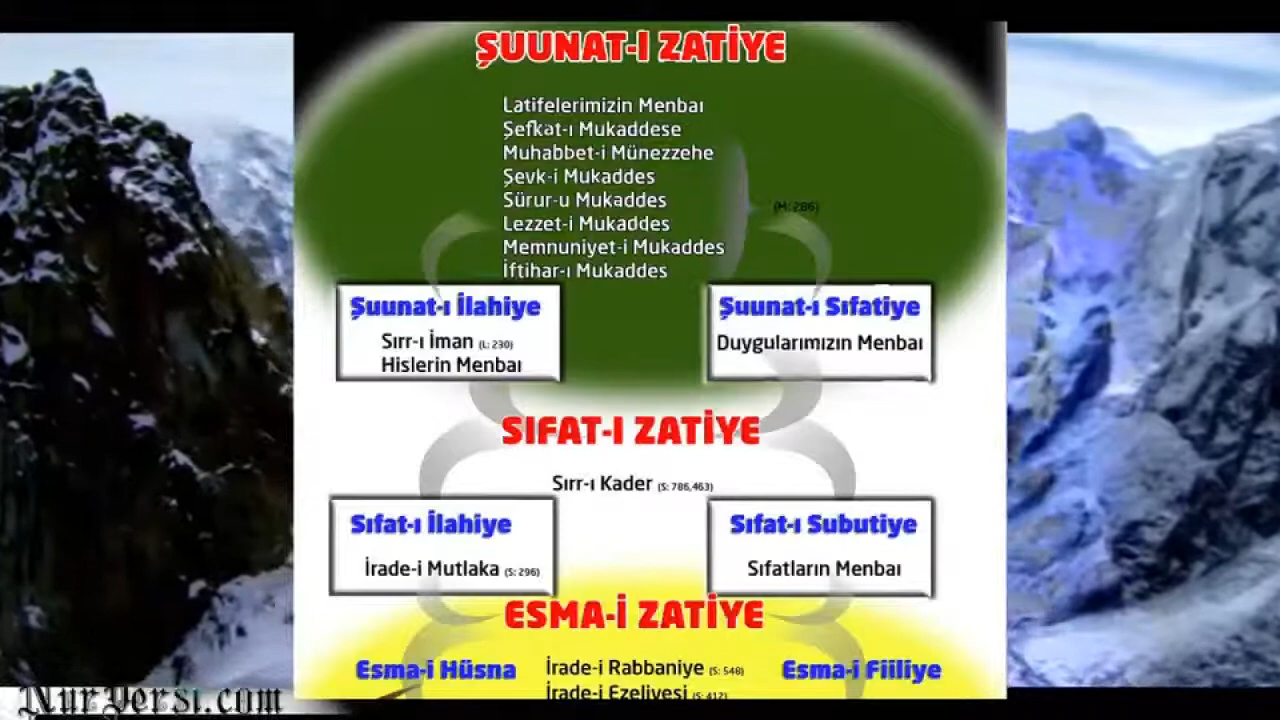 ŞUUNAT-I ZATİYE
Latifelerimizin Menbaı
Şefkat-ı Mukaddese
Muhabbet-i Münezzehe
Şevk-i Mukaddes
Sürur-u Mukaddes
Lezzet-i Mukaddes
Memnuniyet-i Mukaddes
İftihar-ı Mukaddes
(M: 286)
Şuunat-ı İlahiye
Sırr-ı İman (L: 230)
Hislerin Menbaı
Şuunat-ı Sıfatiye
Duygularımızın Menbaı
SIFAT-I ZATİYE
Sırr-ı Kader (S: 786,463)
Sıfat-ı İlahiye
İrade-i Mutlaka (S: 296)
Sıfat-ı Subutiye
Sıfatların Menbaı
ESMA-İ ZATİYE
Esma-i Hüsna
İrade-i Rabbaniye (S: 548)
İrade-i Ezeliyesi (S: 412)
Esma-i Fiiliye
NurDersi.com